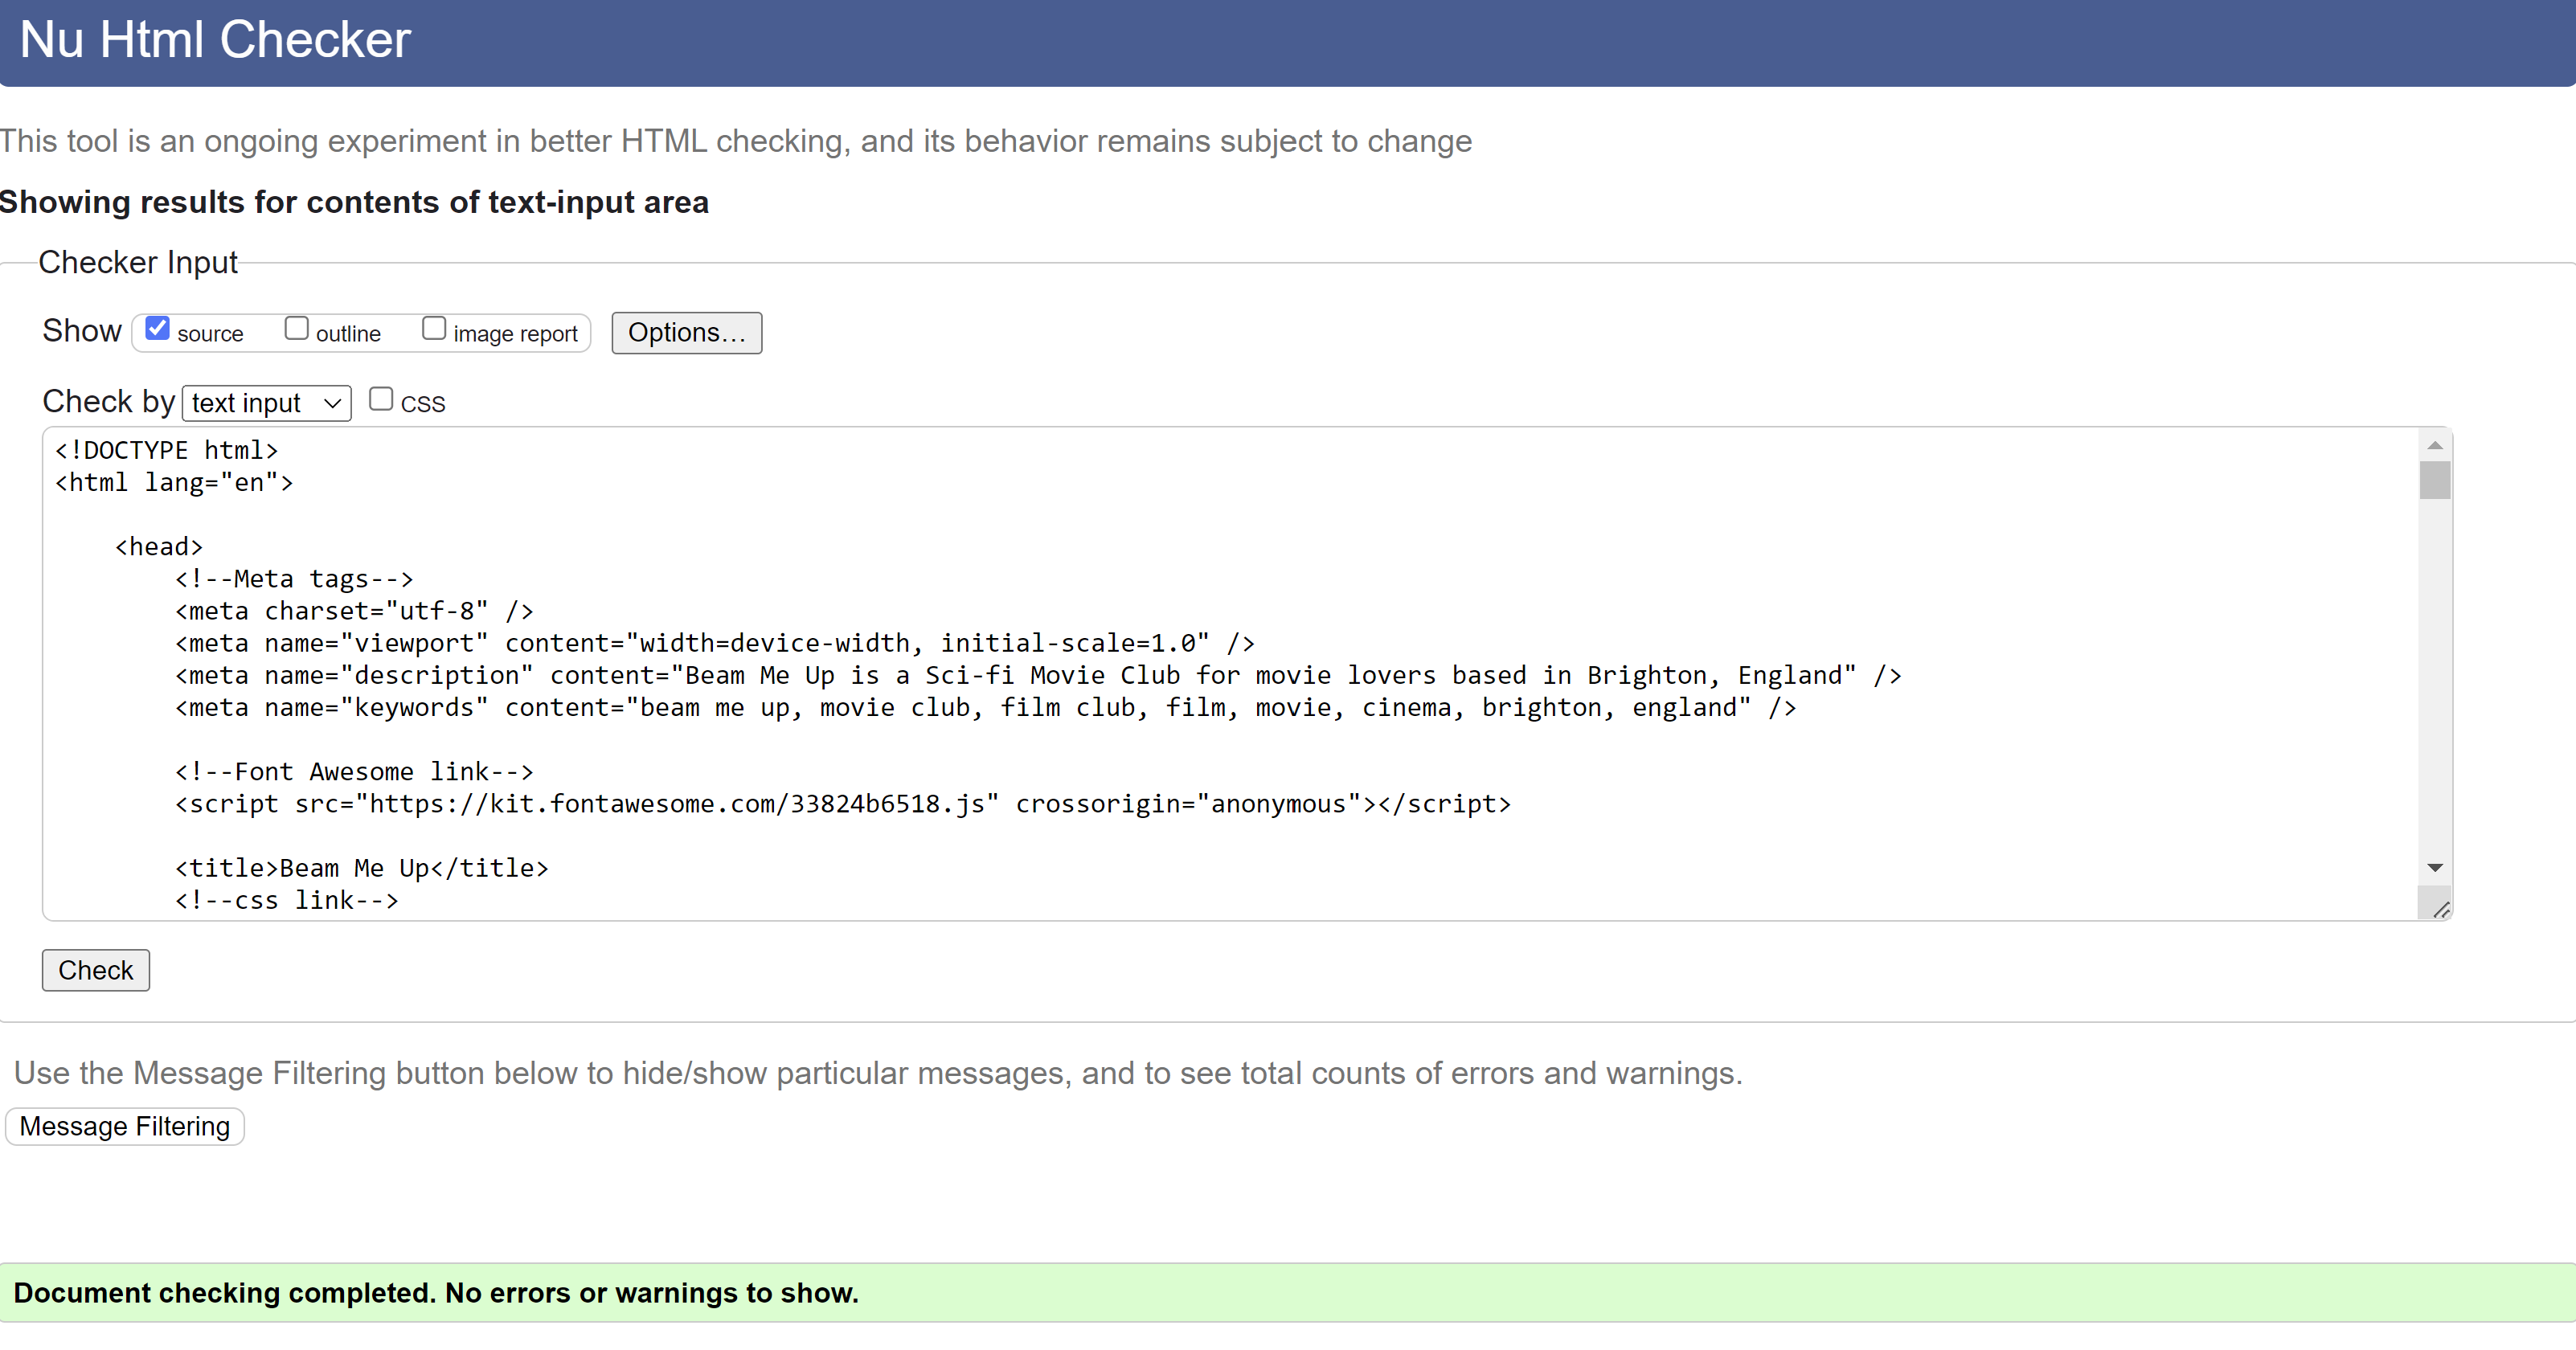 Nu Html Checker
This tool is an ongoing experiment in better HTML checking, and its behavior remains subject to change
Showing results for contents of text-input area
Checker Input
Show source outline image report Options...
Check by text input CSS
<!DOCTYPE html>
<html lang="en">
<head>
<!--Meta tags-->
<meta charset="utf-8" />
<meta name="viewport" content="width=device-width, initial-scale=1.0" />
<meta name="description" content="Beam Me Up is a Sci-fi Movie Club for movie lovers based in Brighton, England" />
<meta name="keywords" content="beam me up, movie club, film club, film, movie, cinema, brighton, england" />
<!--Font Awesome link-->
<script src="https://kit.fontawesome.com/33824b6518.js" crossorigin="anonymous"></script>
<title>Beam Me Up</title>
<!--css link-->
Check
Use the Message Filtering button below to hide/show particular messages, and to see total counts of errors and warnings.
Message Filtering
Document checking completed. No errors or warnings to show.